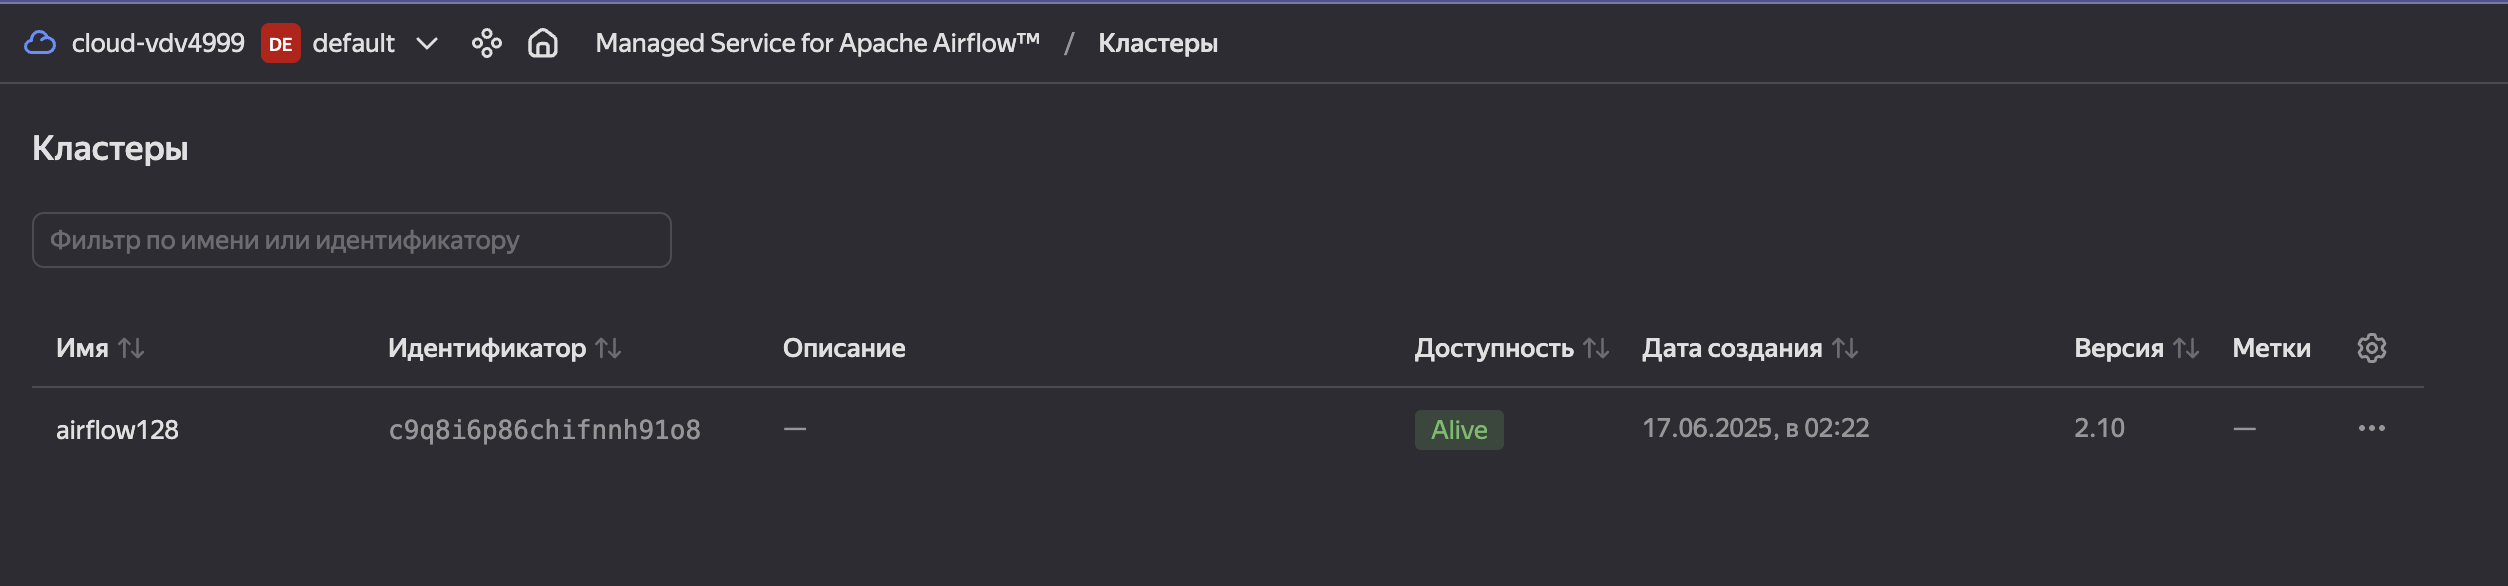 cloud-vdv4999 DE default Managed Service for Apache Airflow™ / Кластеры
Кластеры
Фильтр по имени или идентификатору
Имя Идентификатор Описание Доступность Дата создания Версия Метки
airflow128 c9q8i6p86chifnnh91o8 — Alive 17.06.2025, в 02:22 2.10 —